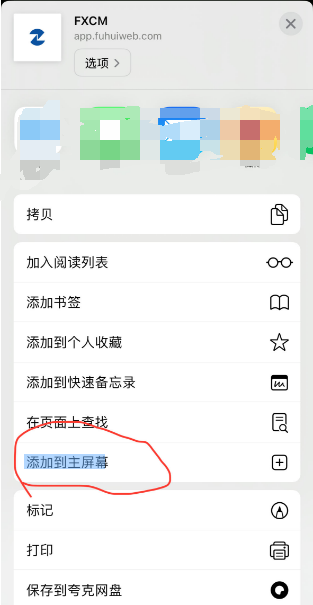 FXCM
app.fuhuiweb.com
选项
拷贝
加入阅读列表
添加书签
添加到个人收藏
添加到快速备忘录
在页面上查找
添加到主屏幕
标记
打印
保存到夸克网盘